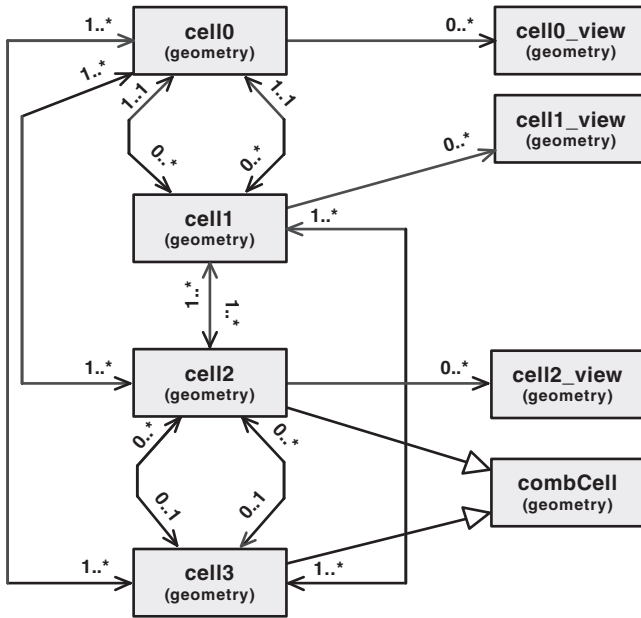 1..*
cell0
(geometry)
0..*
cell0_view
(geometry)
1..*
1..1
1..1
cell1_view
(geometry)
0..*
0..*
0..*
cell1
(geometry)
1..*
1..*
1..*
1..*
cell2
(geometry)
0..*
cell2_view
(geometry)
0..*
0..*
combCell
(geometry)
0..1
0..1
1..*
cell3
(geometry)
1..*